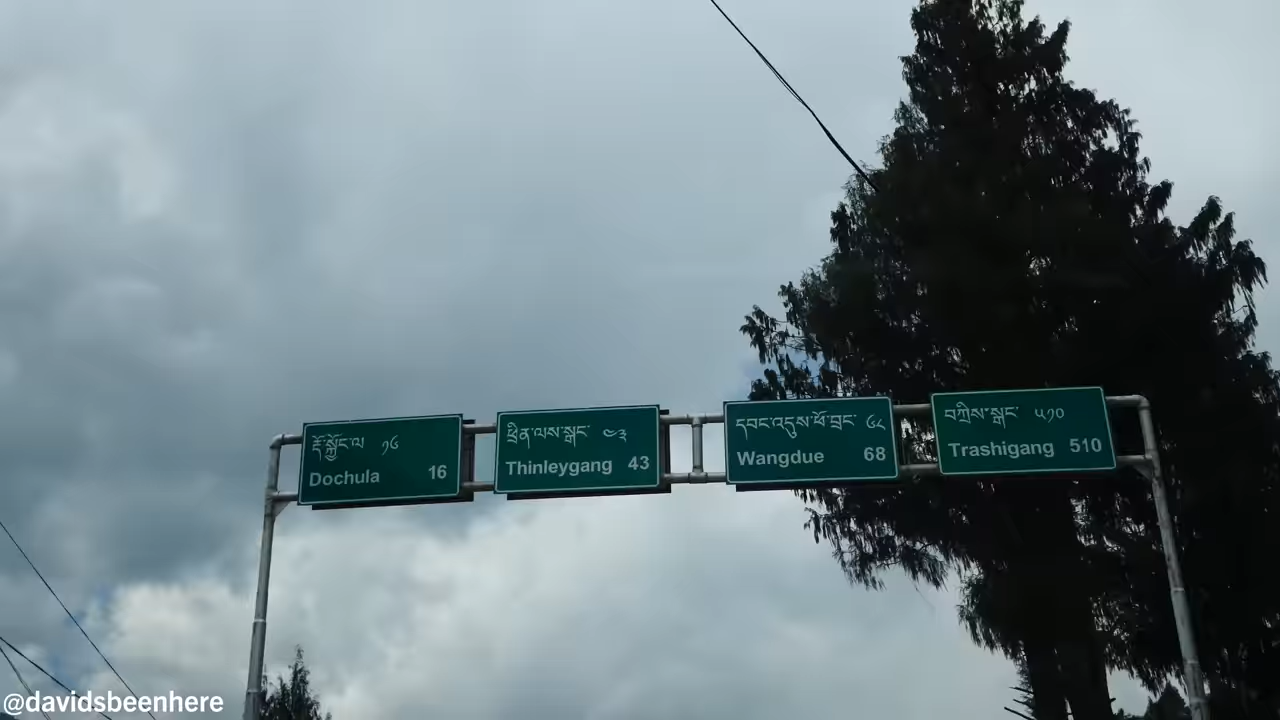 རྡོ་སྐྱོང་ལ ༡༦
Dochula 16
ཕྲིན་ལས་སྒང་ ༤༣
Thinleygang 43
དབང་འདུས་ཕོ་བྲང་ ༦༨
Wangdue 68
བཀྲིས་སྒང་ ༥༡༠
Trashigang 510
@davidsbeenhere